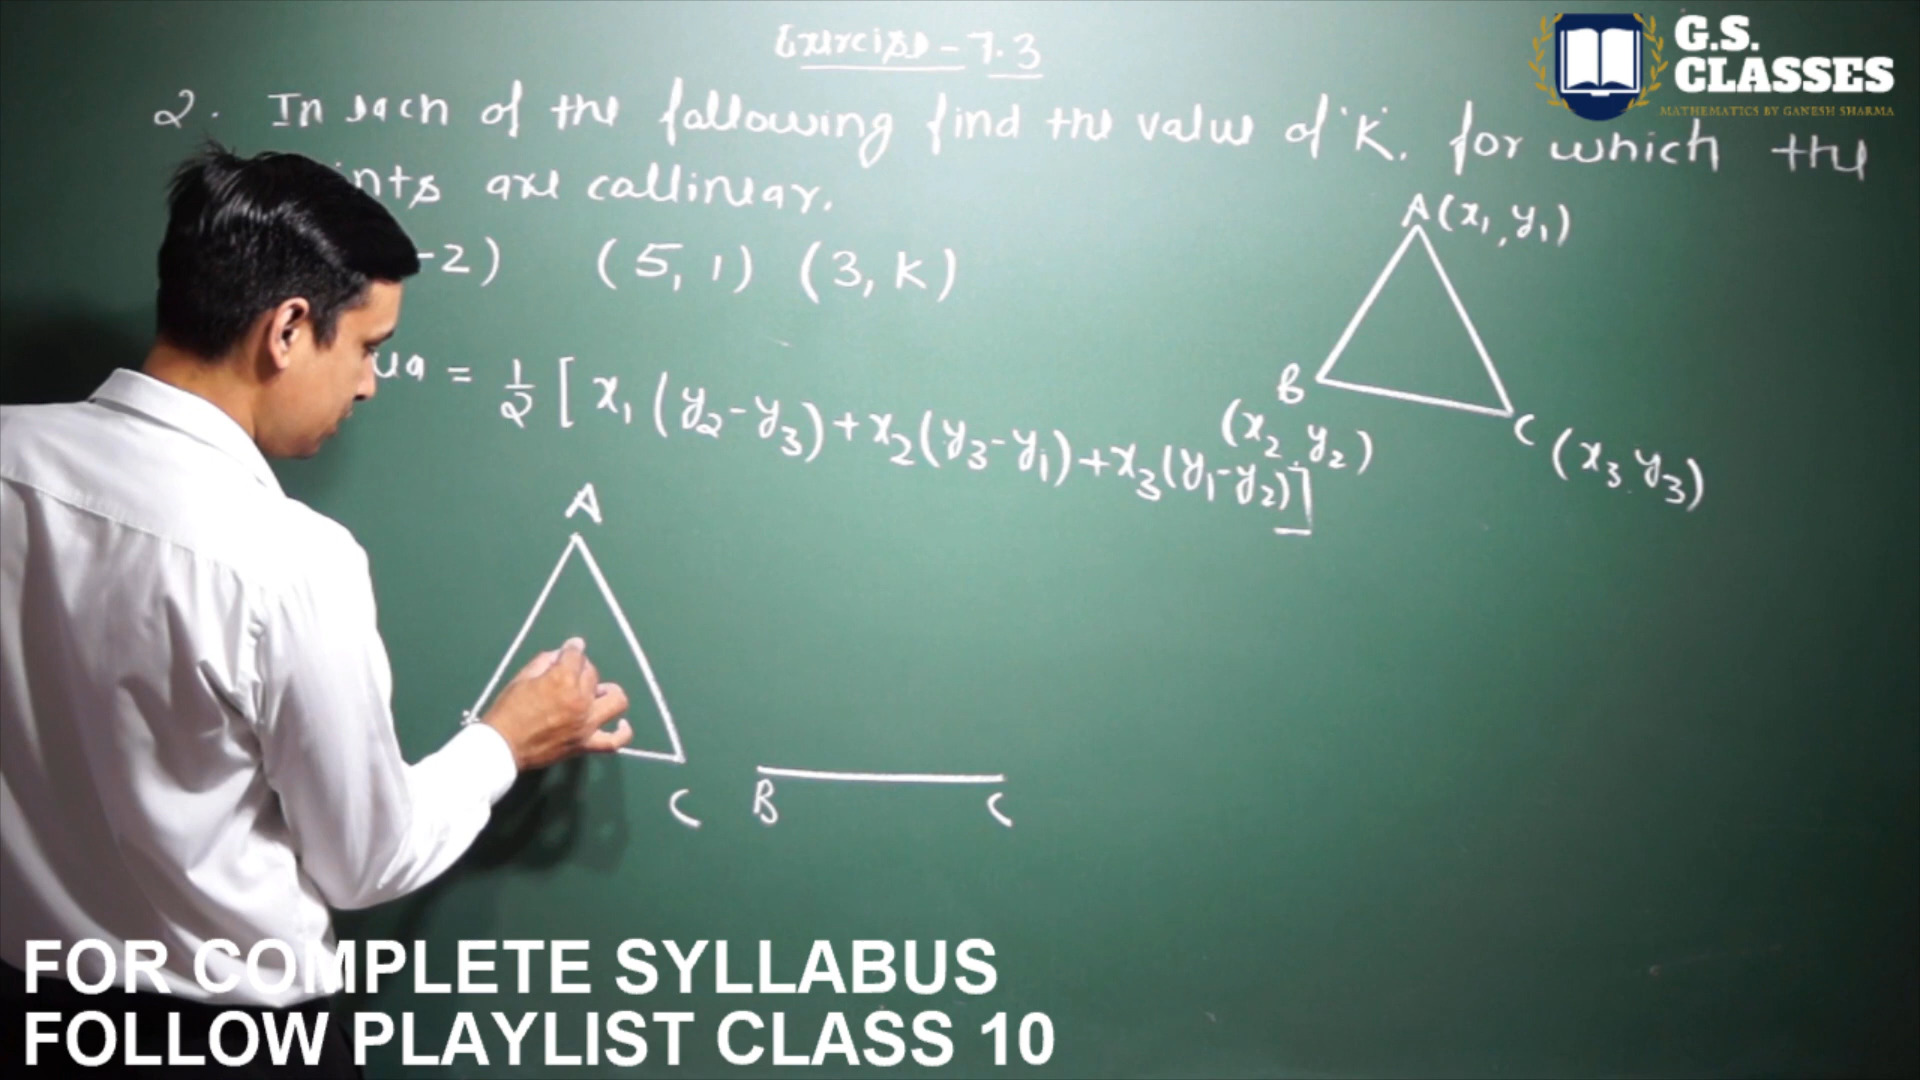 Exercise - 7.3
G.S.
CLASSES
MATHEMATICS BY GANESH SHARMA
2. In each of the following find the value of 'K'. for which the
nts are collinear.
-2) (5, 1) (3, K)
A(x₁, y₁)
B
(x₂, y₂)
C (x₃, y₃)
= 1/2 [x₁(y₂-y₃)+x₂(y₃-y₁)+x₃(y₁-y₂)]
A
C
B C
FOR COMPLETE SYLLABUS
FOLLOW PLAYLIST CLASS 10